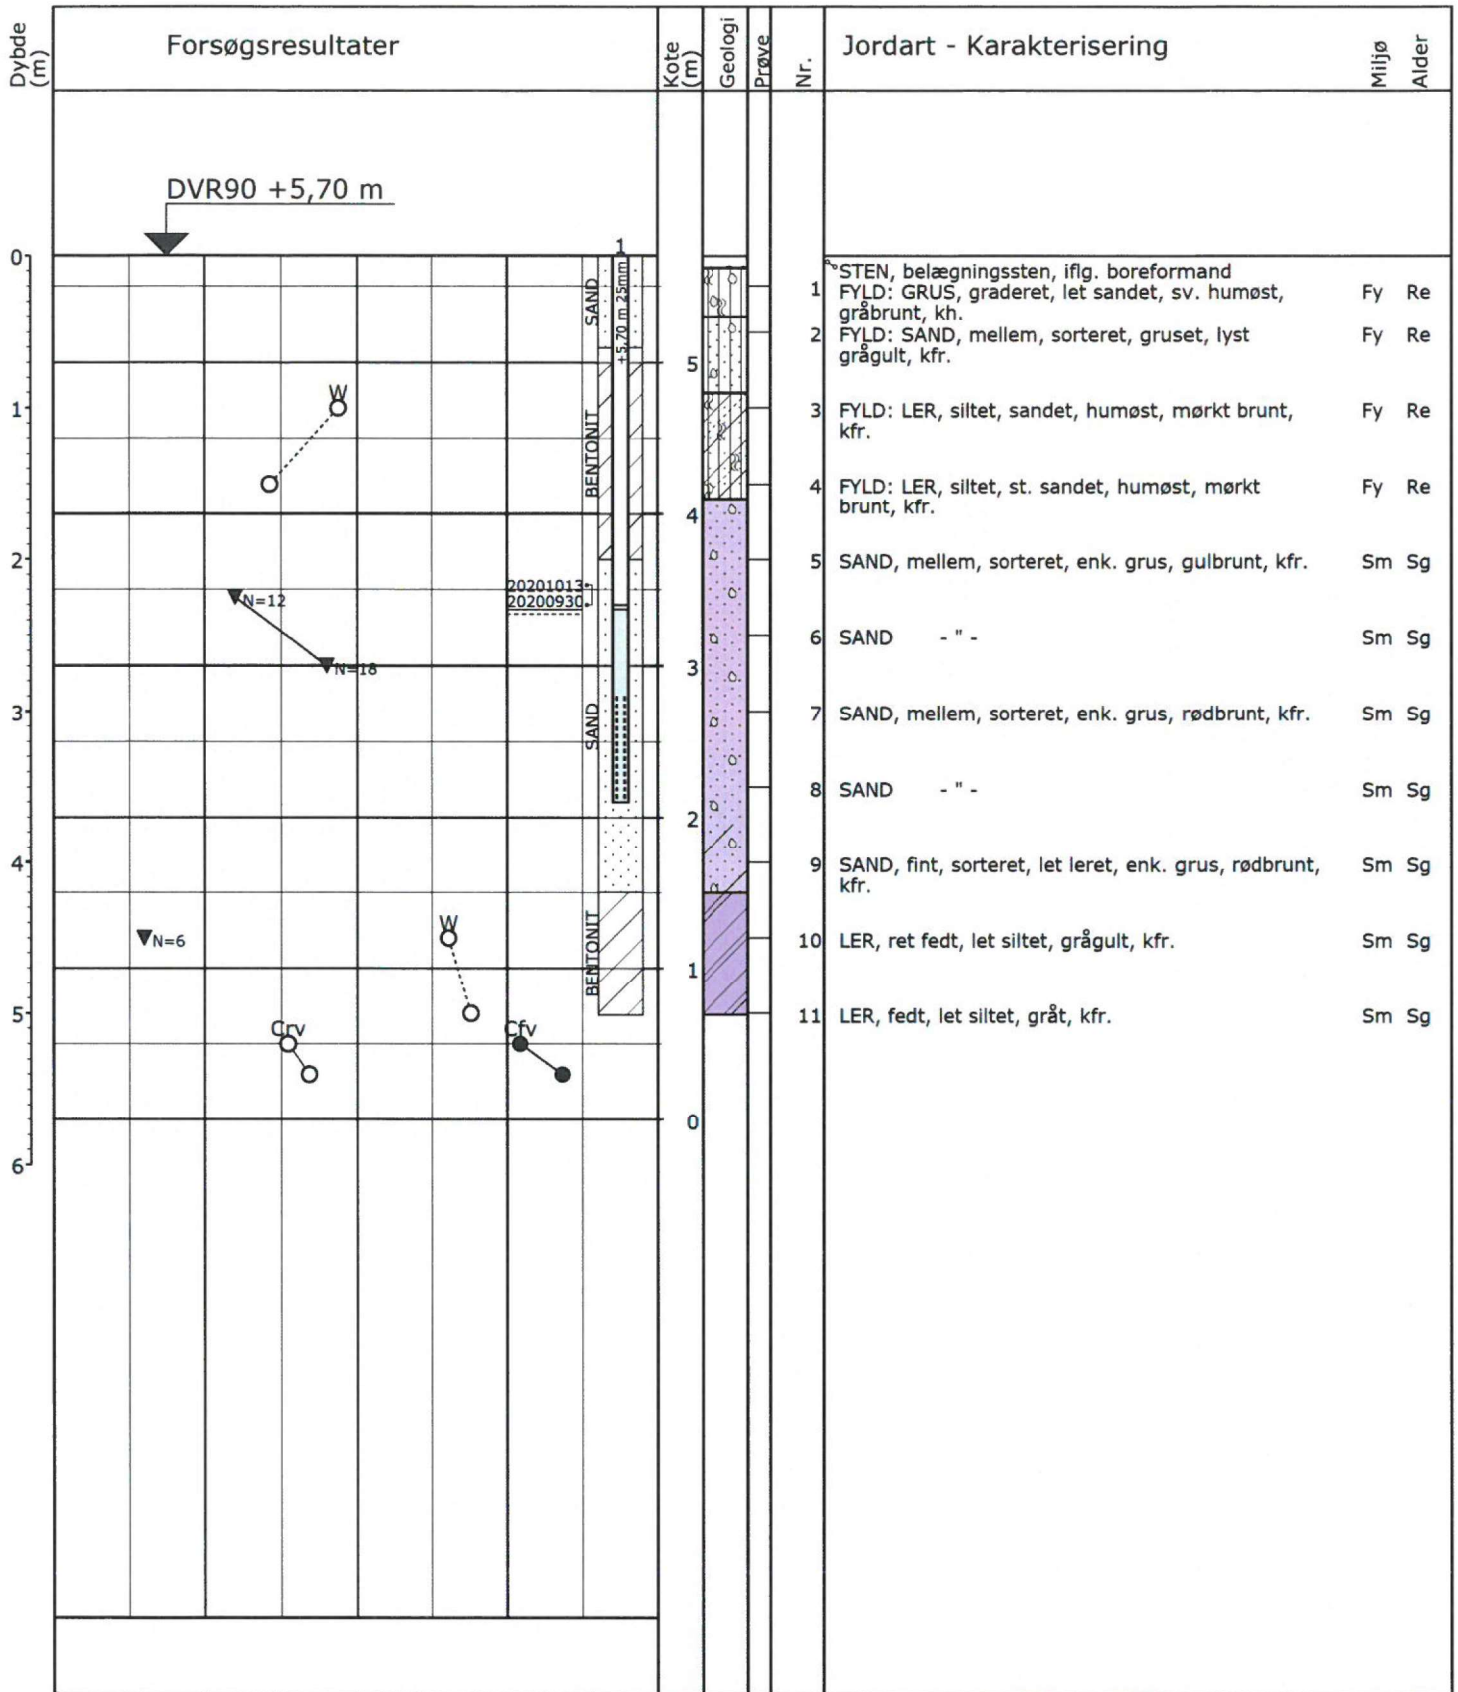 Dybde (m)
Forsøgsresultater
Kote (m)
Geologi
Prøve
Nr.
Jordart - Karakterisering
Miljø
Alder
DVR90 +5,70 m
0
1
2
3
4
5
6
5
4
3
2
1
0
1
+5,70 m 25mm
SAND
BENTONIT
SAND
BENTONIT
W
20201013
20200930
N=12
N=18
N=6
W
Crv
Cfv
STEN, belægningssten, iflg. boreformand
1 FYLD: GRUS, graderet, let sandet, sv. humøst, Fy Re
gråbrunt, kh.
2 FYLD: SAND, mellem, sorteret, gruset, lyst Fy Re
grågult, kfr.
3 FYLD: LER, siltet, sandet, humøst, mørkt brunt, Fy Re
kfr.
4 FYLD: LER, siltet, st. sandet, humøst, mørkt Fy Re
brunt, kfr.
5 SAND, mellem, sorteret, enk. grus, gulbrunt, kfr. Sm Sg
6 SAND - " - Sm Sg
7 SAND, mellem, sorteret, enk. grus, rødbrunt, kfr. Sm Sg
8 SAND - " - Sm Sg
9 SAND, fint, sorteret, let leret, enk. grus, rødbrunt, Sm Sg
kfr.
10 LER, ret fedt, let siltet, grågult, kfr. Sm Sg
11 LER, fedt, let siltet, gråt, kfr. Sm Sg